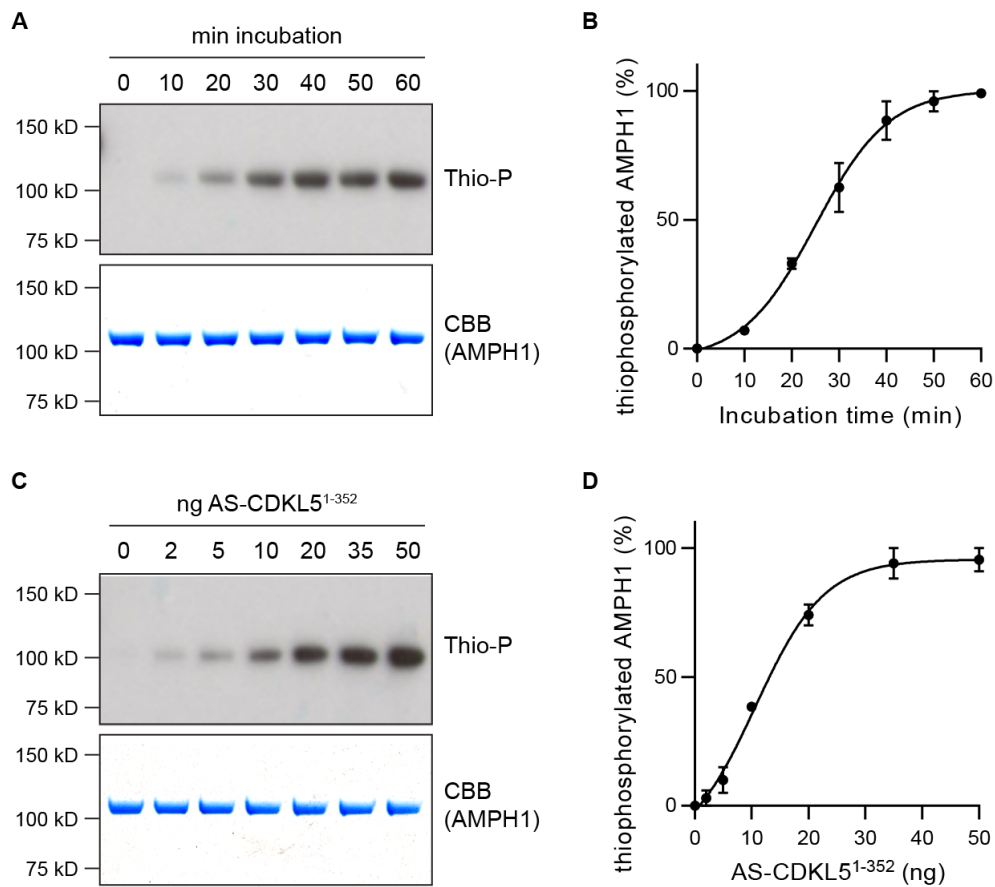 A
min incubation
0 10 20 30 40 50 60
150 kD
100 kD
75 kD
Thio-P
150 kD
100 kD
75 kD
CBB
(AMPH1)
B
thiophosphorylated AMPH1 (%)
100
50
0
0 10 20 30 40 50 60
Incubation time (min)
C
ng AS-CDKL5¹⁻³⁵²
0 2 5 10 20 35 50
150 kD
100 kD
75 kD
Thio-P
150 kD
100 kD
75 kD
CBB
(AMPH1)
D
thiophosphorylated AMPH1 (%)
100
50
0
0 10 20 30 40 50
AS-CDKL5¹⁻³⁵² (ng)